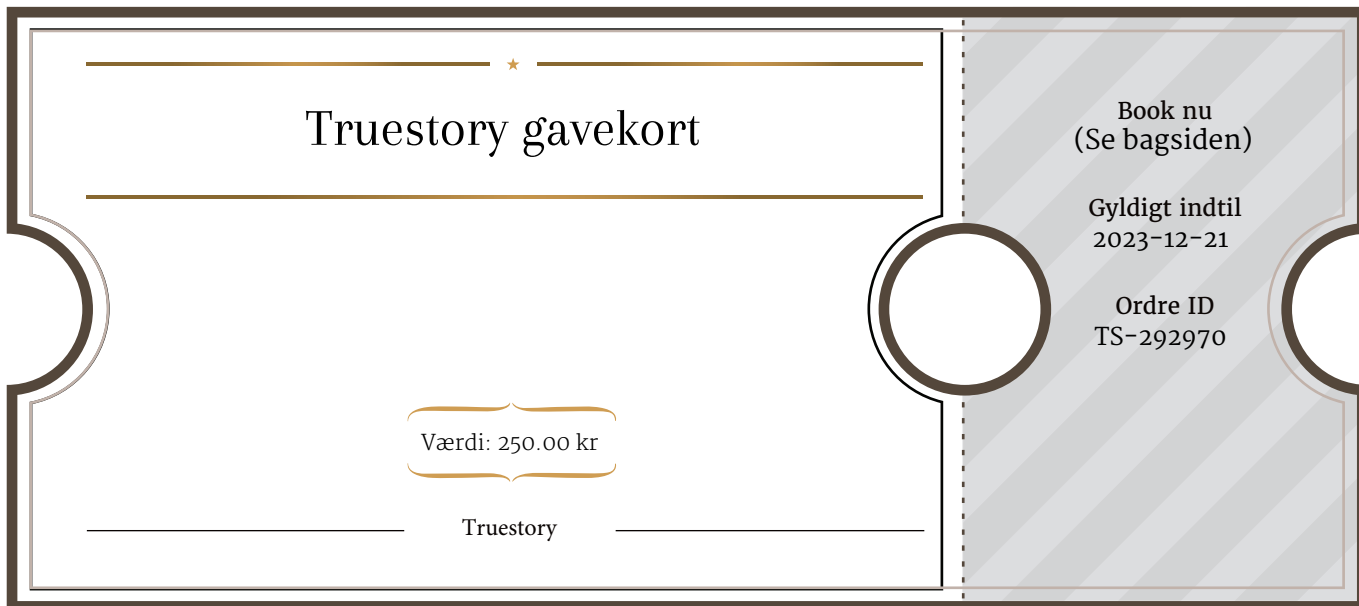 Truestory gavekort
Værdi: 250.00 kr
Truestory
Book nu
(Se bagsiden)
Gyldigt indtil
2023-12-21
Ordre ID
TS-292970